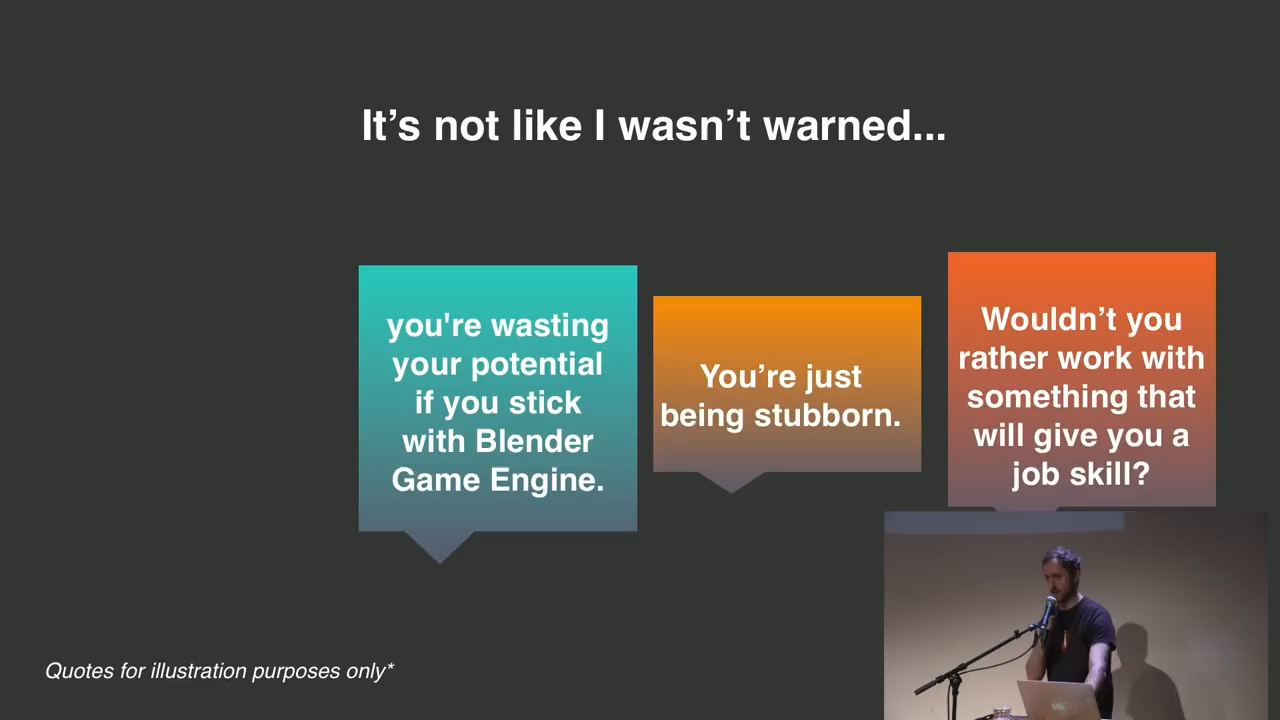 It’s not like I wasn’t warned...
you're wasting
your potential
if you stick
with Blender
Game Engine.
You’re just
being stubborn.
Wouldn’t you
rather work with
something that
will give you a
job skill?
Quotes for illustration purposes only*